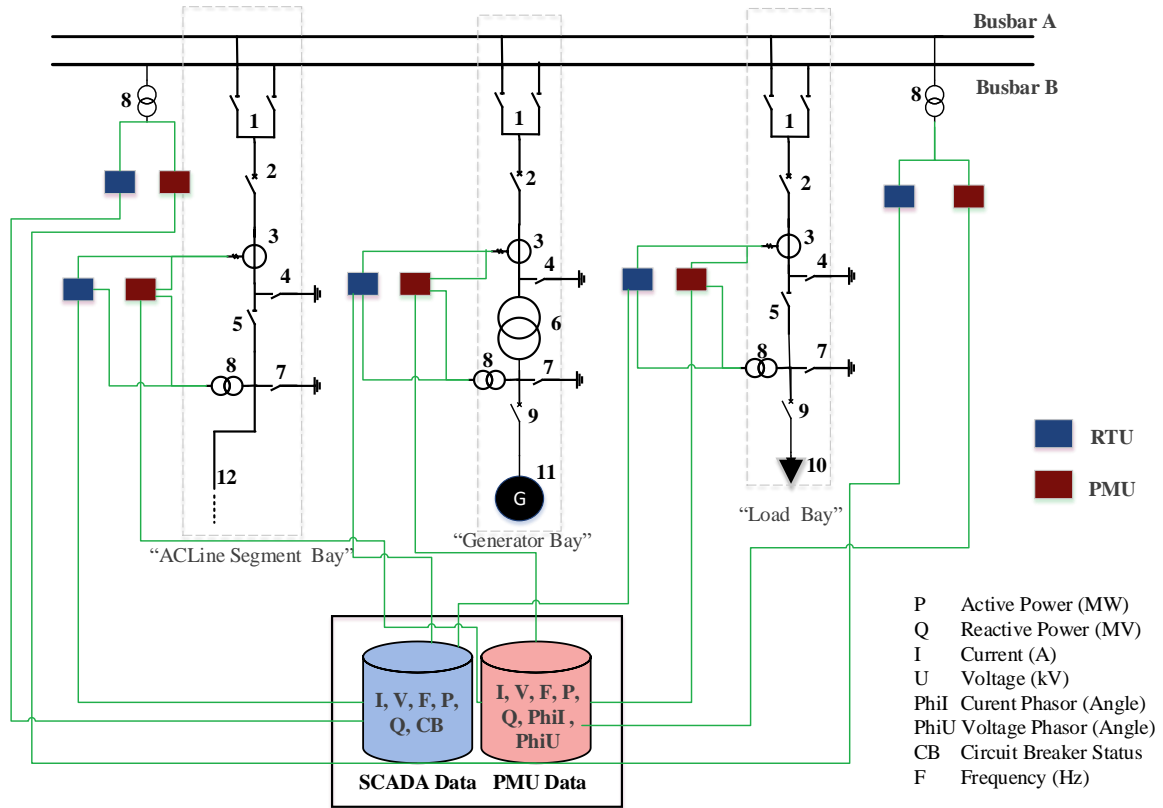 Busbar A
Busbar B
8
8
1
1
1
2
2
2
3
3
3
4
4
4
5
5
6
8
7
8
7
8
7
9
9
12
11
10
G
RTU
PMU
“ACLine Segment Bay”
“Generator Bay”
“Load Bay”
I, V, F, P,
Q, CB
I, V, F, P,
Q, PhiI ,
PhiU
SCADA Data
PMU Data
P Active Power (MW)
Q Reactive Power (MV)
I Current (A)
U Voltage (kV)
PhiI Curent Phasor (Angle)
PhiU Voltage Phasor (Angle)
CB Circuit Breaker Status
F Frequency (Hz)